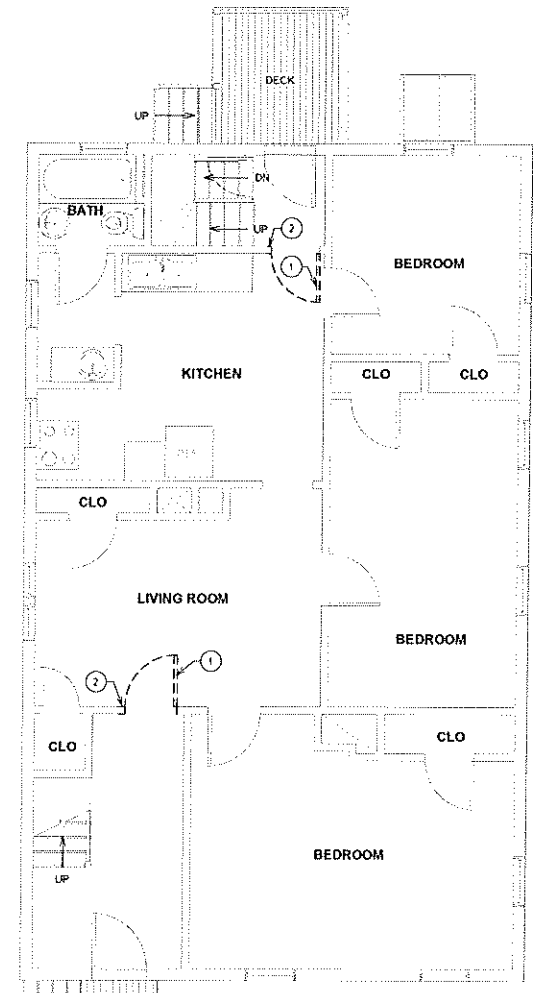 DECK
UP
DN
BATH
UP
2
1
BEDROOM
KITCHEN
CLO
CLO
CLO
LIVING ROOM
BEDROOM
1
2
CLO
CLO
BEDROOM
UP